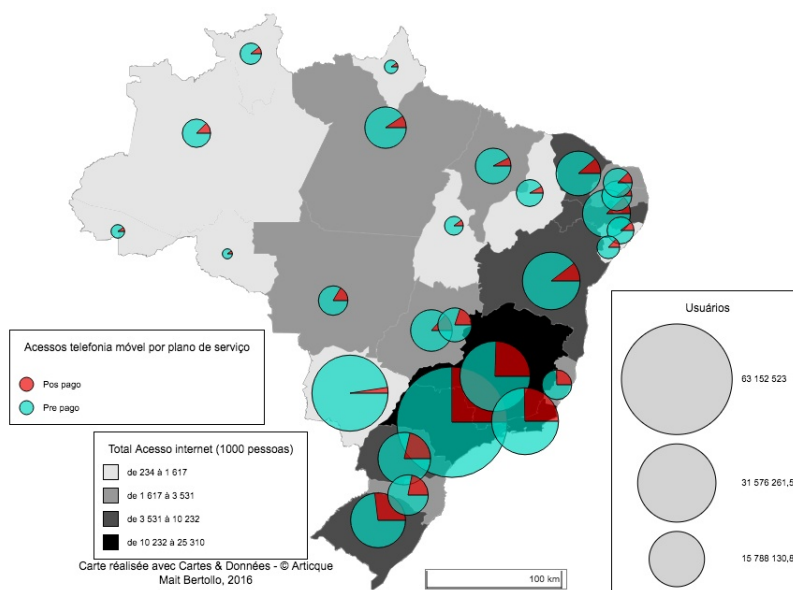 Acessos telefonia móvel por plano de serviço
Pos pago
Pre pago
Total Acesso internet (1000 pessoas)
de 234 à 1 617
de 1 617 à 3 531
de 3 531 à 10 232
de 10 232 à 25 310
Carte réalisée avec Cartes & Données - © Articque
Mait Bertollo, 2016
100 km
Usuários
63 152 523
31 576 261,5
15 788 130,8